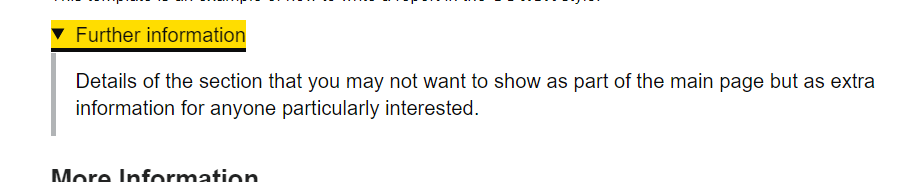 Further information
Details of the section that you may not want to show as part of the main page but as extra
information for anyone particularly interested.
More Information